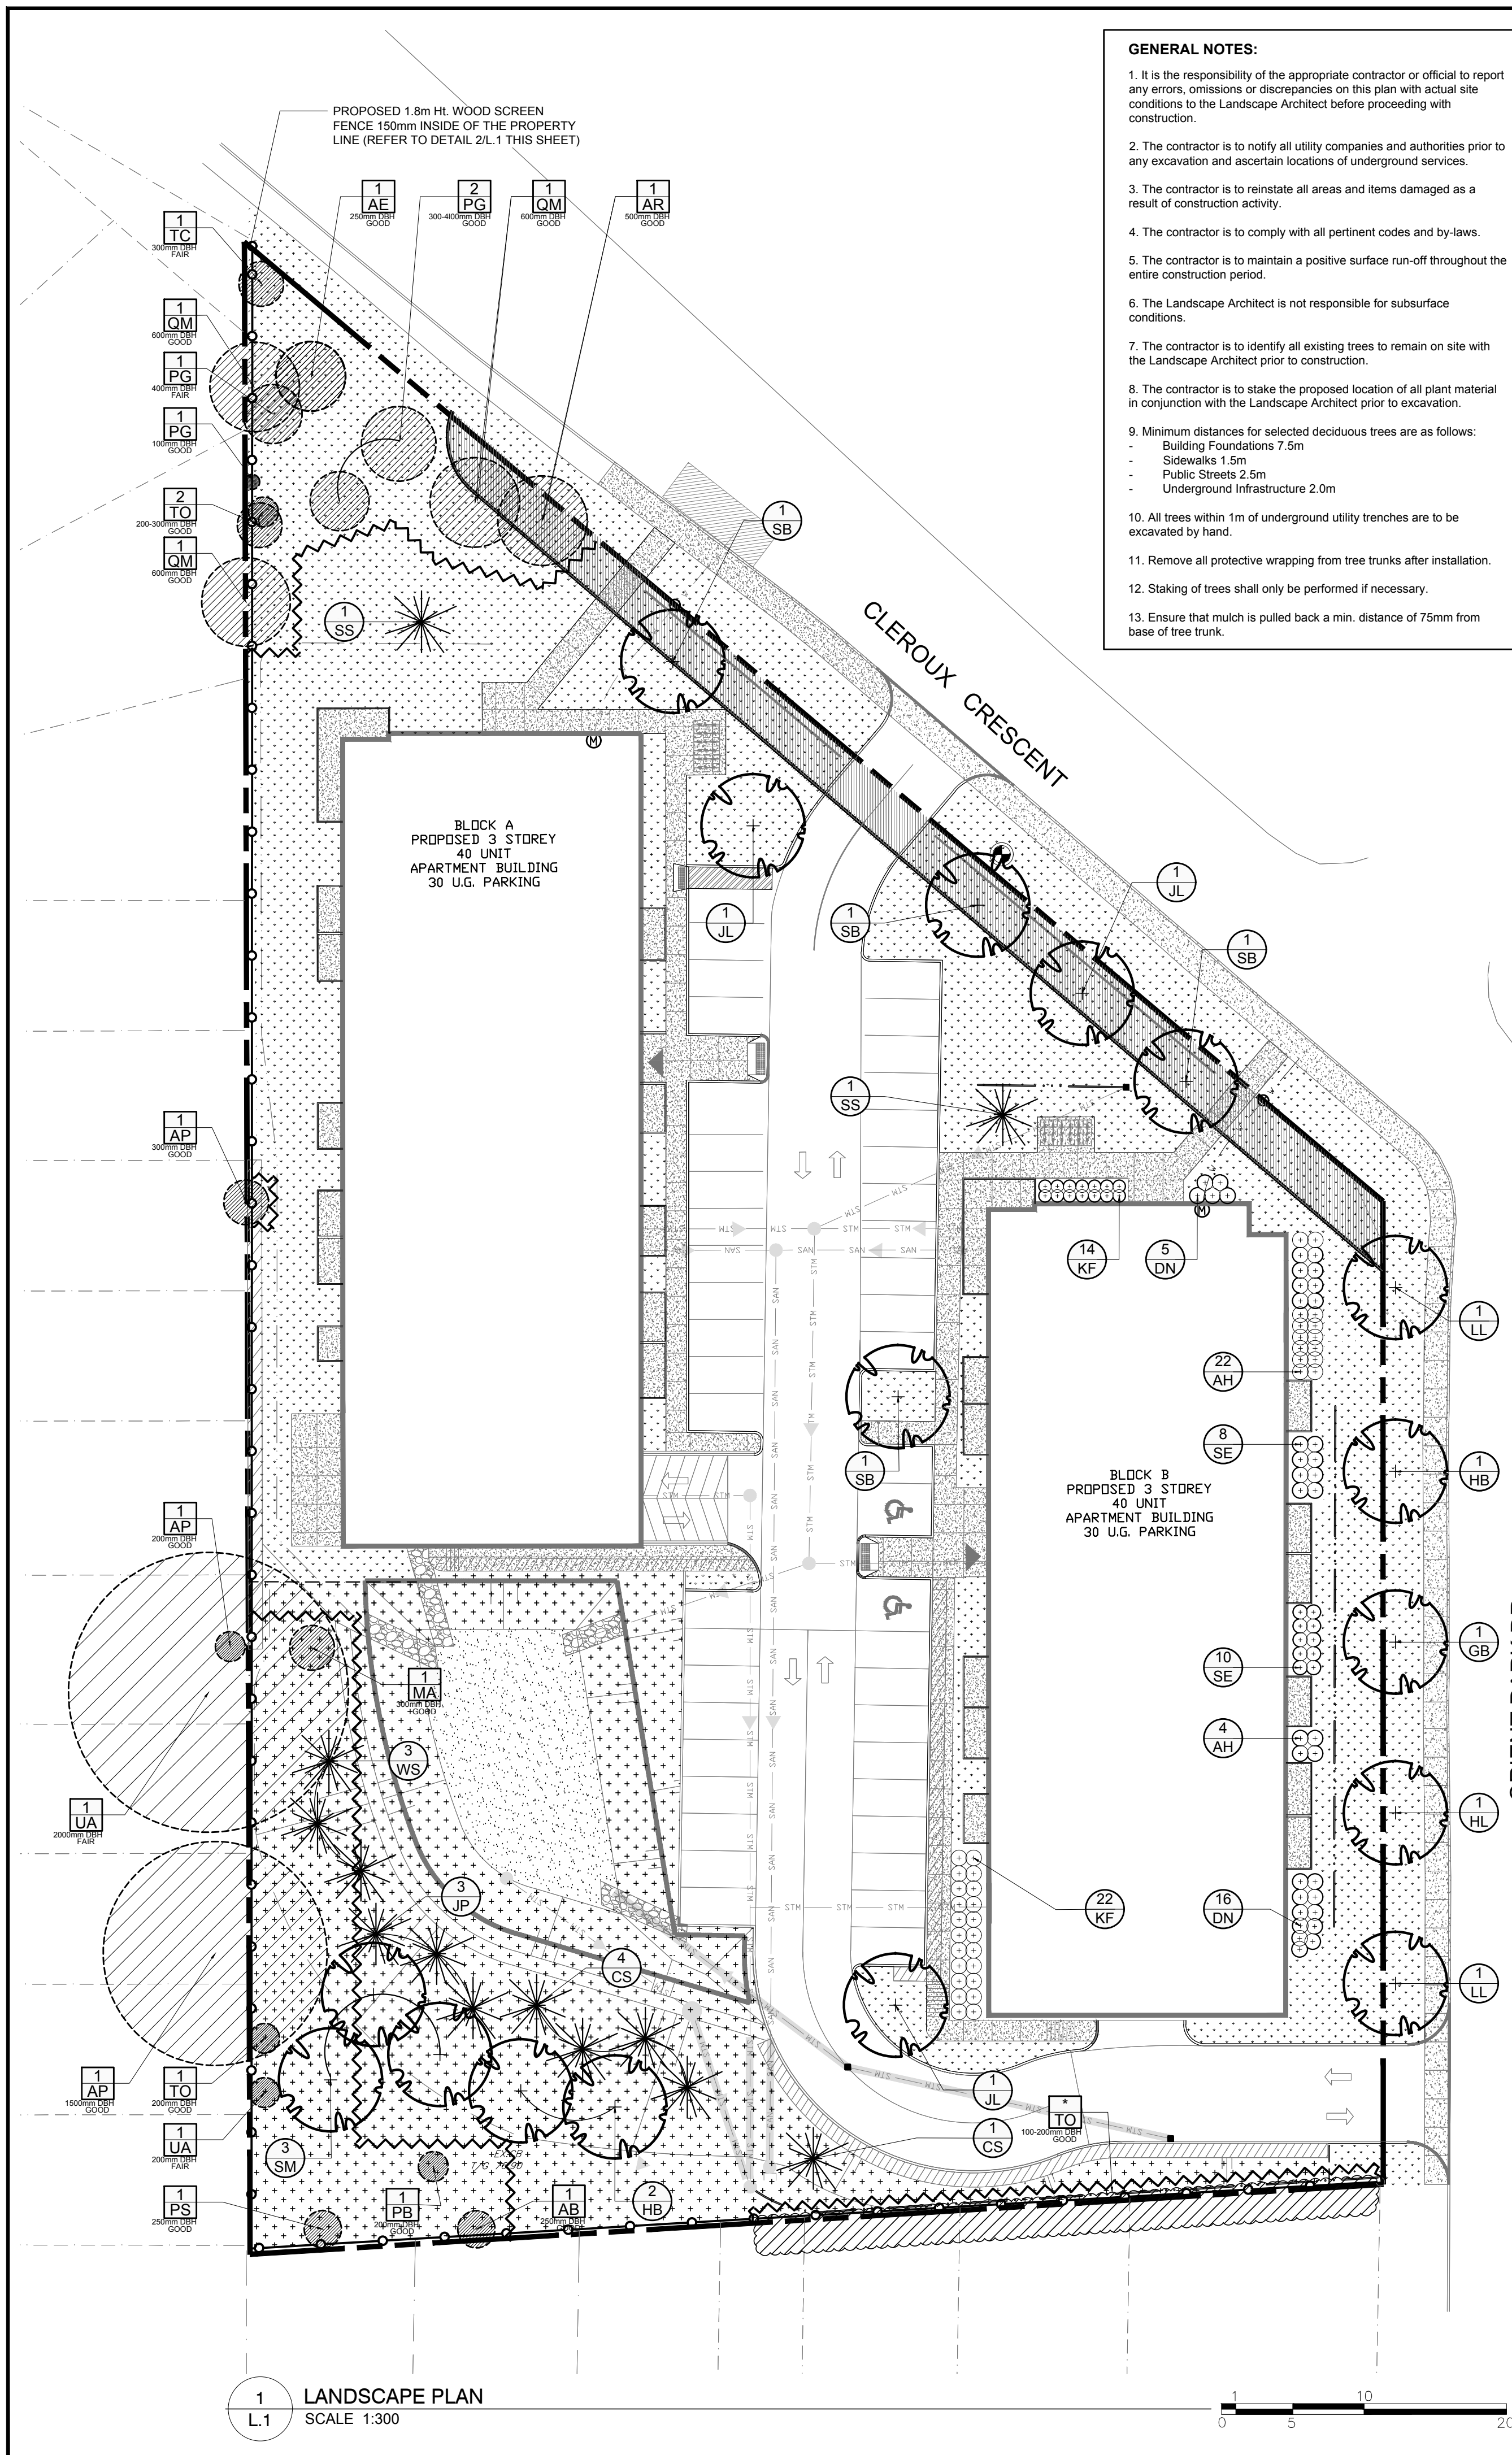 GENERAL NOTES:
1. It is the responsibility of the appropriate contractor or official to report
any errors, omissions or discrepancies on this plan with actual site
conditions to the Landscape Architect before proceeding with
construction.
2. The contractor is to notify all utility companies and authorities prior to
any excavation and ascertain locations of underground services.
3. The contractor is to reinstate all areas and items damaged as a
result of construction activity.
4. The contractor is to comply with all pertinent codes and by-laws.
5. The contractor is to maintain a positive surface run-off throughout the
entire construction period.
6. The Landscape Architect is not responsible for subsurface
conditions.
7. The contractor is to identify all existing trees to remain on site with
the Landscape Architect prior to construction.
8. The contractor is to stake the proposed location of all plant material
in conjunction with the Landscape Architect prior to excavation.
9. Minimum distances for selected deciduous trees are as follows:
- Building Foundations 7.5m
- Sidewalks 1.5m
- Public Streets 2.5m
- Underground Infrastructure 2.0m
10. All trees within 1m of underground utility trenches are to be
excavated by hand.
11. Remove all protective wrapping from tree trunks after installation.
12. Staking of trees shall only be performed if necessary.
13. Ensure that mulch is pulled back a min. distance of 75mm from
base of tree trunk.
PROPOSED 1.8m Ht. WOOD SCREEN
FENCE 150mm INSIDE OF THE PROPERTY
LINE (REFER TO DETAIL 2/L.1 THIS SHEET)
1
AE
250mm DBH
GOOD
2
PG
300-400mm DBH
GOOD
1
QM
600mm DBH
GOOD
1
AR
500mm DBH
GOOD
1
TC
300mm DBH
FAIR
1
QM
600mm DBH
GOOD
1
PG
400mm DBH
FAIR
1
PG
100mm DBH
GOOD
2
TO
200-300mm DBH
GOOD
1
QM
600mm DBH
GOOD
1
SB
1
SS
CLEROUX CRESCENT
M
BLOCK A
PROPOSED 3 STOREY
40 UNIT
APARTMENT BUILDING
30 U.G. PARKING
1
JL
1
SB
1
JL
1
SB
1
SS
1
AP
300mm DBH
GOOD
STM
STM
STM
STM
STM
SAN
SAN
SAN
SAN
M
14
KF
5
DN
1
LL
22
AH
8
SE
1
HB
1
SB
BLOCK B
PROPOSED 3 STOREY
40 UNIT
APARTMENT BUILDING
30 U.G. PARKING
1
AP
200mm DBH
GOOD
1
MA
300mm DBH
GOOD
10
SE
1
GB
3
WS
4
AH
1
HL
1
UA
2000mm DBH
FAIR
3
JP
22
KF
16
DN
STM
STM
STM
4
CS
1
LL
1
AP
1500mm DBH
GOOD
1
TO
200mm DBH
GOOD
1
JL
*
TO
100-200mm DBH
GOOD
1
UA
200mm DBH
FAIR
1
CS
3
SM
1
PS
250mm DBH
GOOD
1
PB
200mm DBH
GOOD
1
AB
250mm DBH
GOOD
2
HB
1
L.1
LANDSCAPE PLAN
SCALE 1:300
1
10
0
5
20